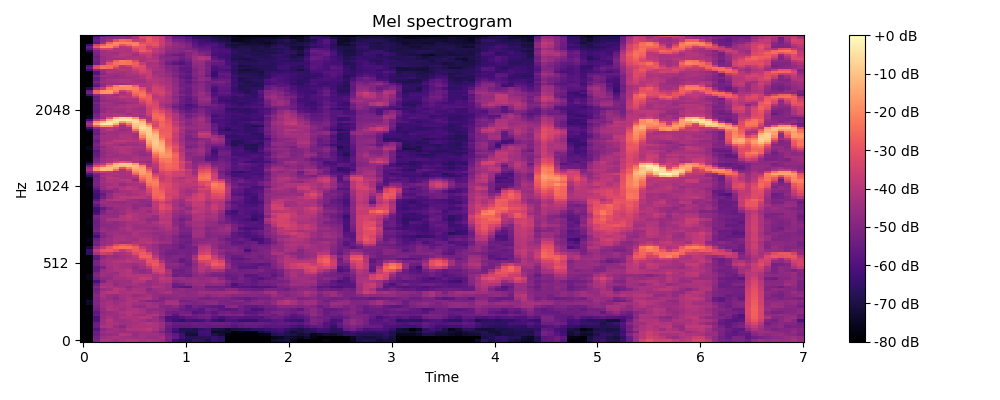 Mel spectrogram
Hz
2048
1024
512
0
0 1 2 3 4 5 6 7
Time
+0 dB
-10 dB
-20 dB
-30 dB
-40 dB
-50 dB
-60 dB
-70 dB
-80 dB